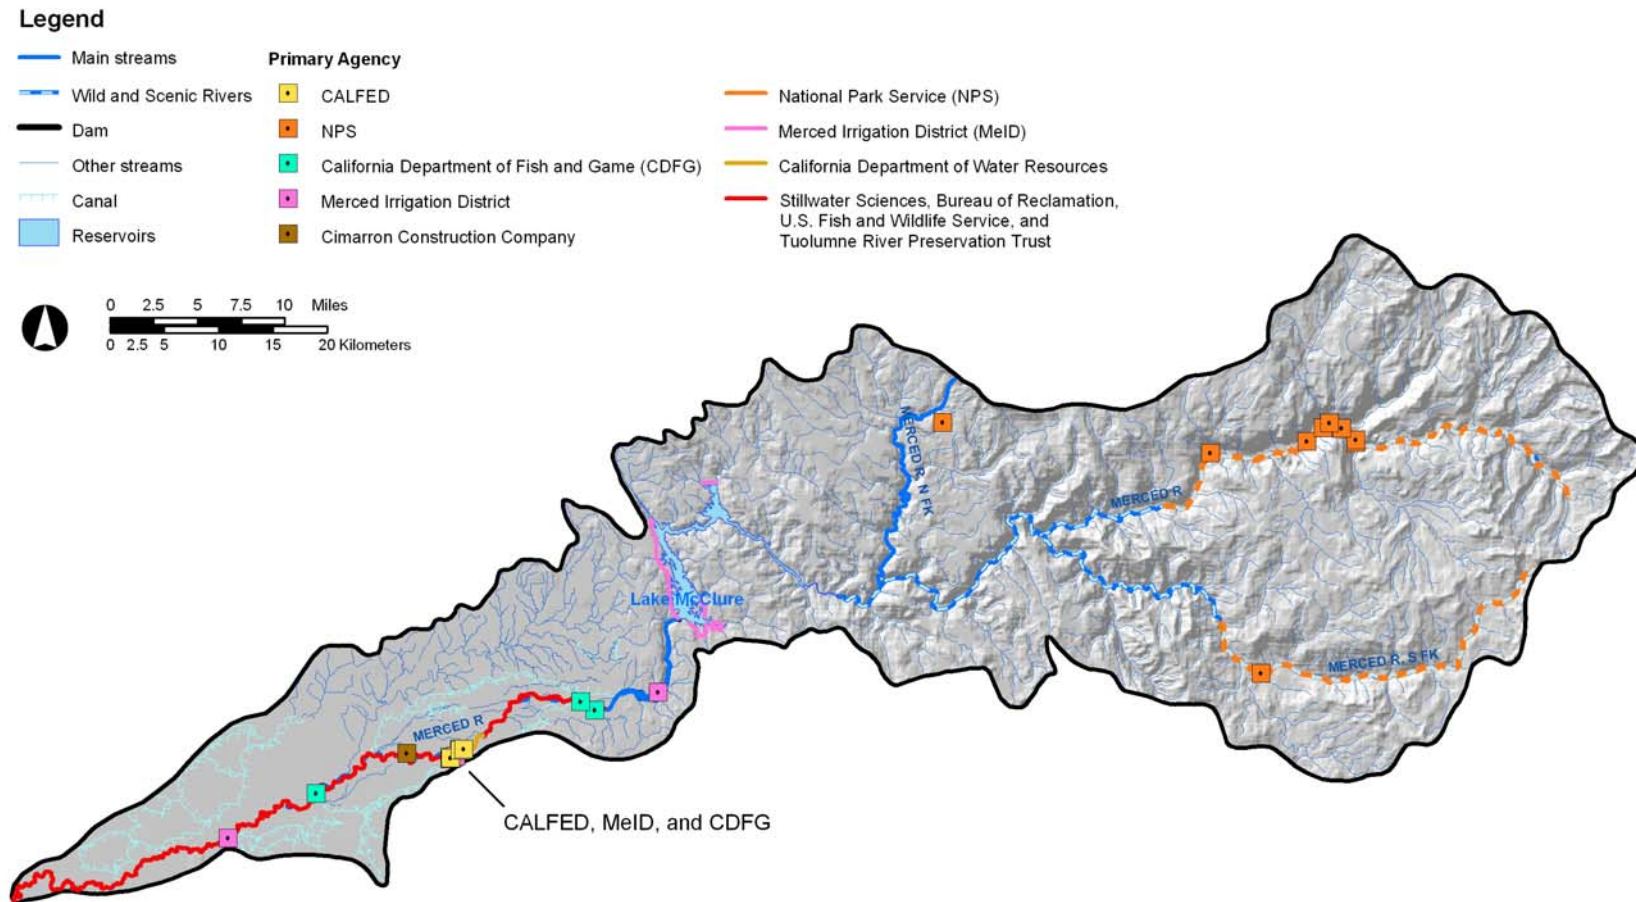 Legend
Main streams
Wild and Scenic Rivers
Dam
Other streams
Canal
Reservoirs
Primary Agency
CALFED
NPS
California Department of Fish and Game (CDFG)
Merced Irrigation District
Cimarron Construction Company
National Park Service (NPS)
Merced Irrigation District (MeID)
California Department of Water Resources
Stillwater Sciences, Bureau of Reclamation,
U.S. Fish and Wildlife Service, and
Tuolumne River Preservation Trust
0 2.5 5 7.5 10 Miles
0 2.5 5 10 15 20 Kilometers
MERCED R, N FK
MERCED R
Lake McClure
MERCED R, S FK
MERCED R
CALFED, MeID, and CDFG